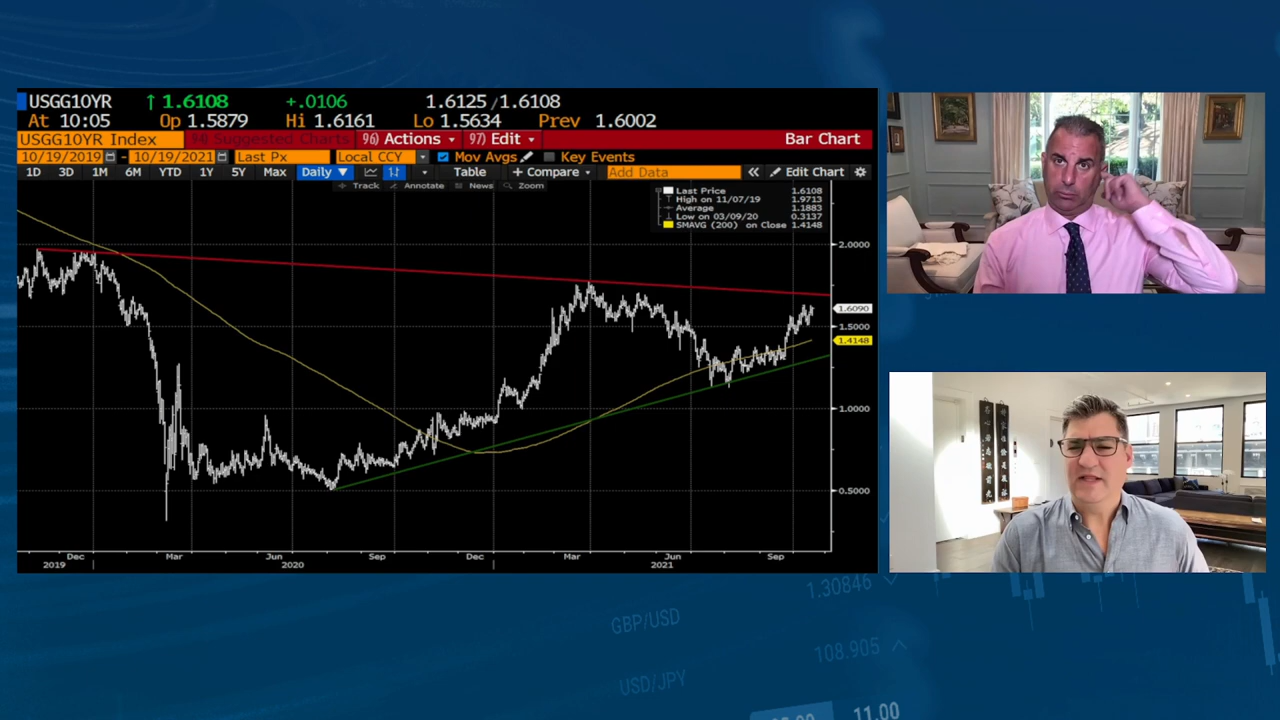 USGG10YR ↑ 1.6108 +.0106 1.6125/1.6108
At 10:05 Op 1.5879 Hi 1.6161 Lo 1.5634 Prev 1.6002
USGG10YR Index 94) Suggested Charts 96) Actions 97) Edit Bar Chart
10/19/2019 - 10/19/2021 Last Px Local CCY Mov Avgs Key Events
1D 3D 1M 6M YTD 1Y 5Y Max Daily ▼ Table + Compare Add Data « Edit Chart
Track Annotate News Zoom
Last Price 1.6108
High on 11/07/19 1.9713
Average 1.1883
Low on 03/09/20 0.3137
SMAVG (200) on Close 1.4148
2.0000
1.6090
1.5000
1.4148
1.0000
0.5000
Dec Mar Jun Sep Dec Mar Jun Sep
2019 2020 2021
1.30846
GBP/USD
108.905
USD/JPY
11.00